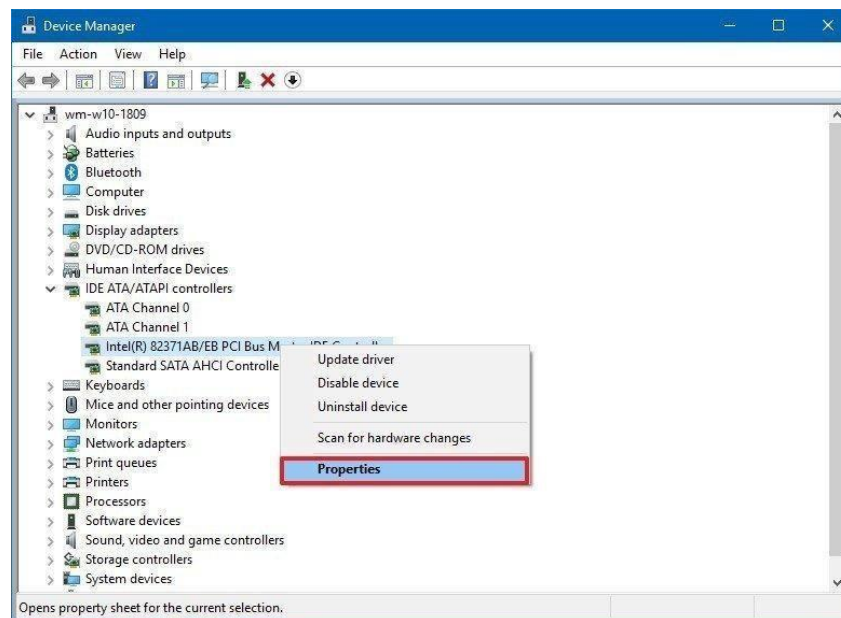 Device Manager
File Action View Help
wm-w10-1809
Audio inputs and outputs
Batteries
Bluetooth
Computer
Disk drives
Display adapters
DVD/CD-ROM drives
Human Interface Devices
IDE ATA/ATAPI controllers
ATA Channel 0
ATA Channel 1
Intel(R) 82371AB/EB PCI Bus M
Standard SATA AHCI Controlle
Keyboards
Mice and other pointing devices
Monitors
Network adapters
Print queues
Printers
Processors
Software devices
Sound, video and game controllers
Storage controllers
System devices
Update driver
Disable device
Uninstall device
Scan for hardware changes
Properties
Opens property sheet for the current selection.